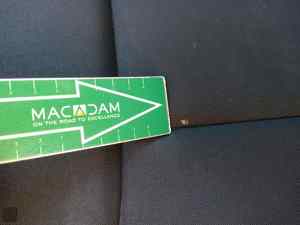 MACADAM
ON THE ROAD TO EXCELLENCE